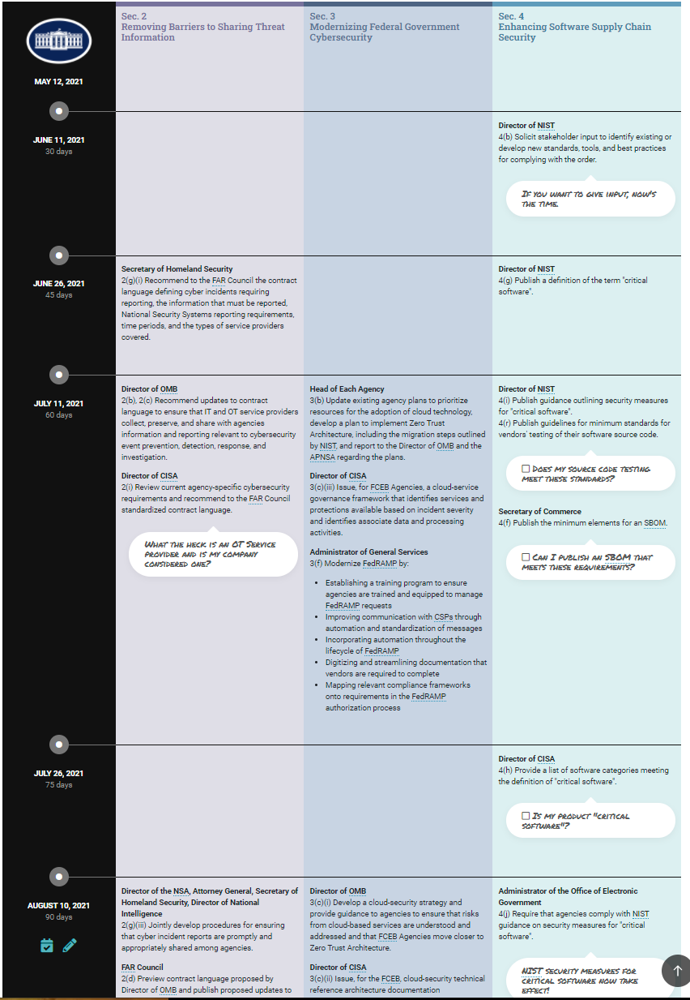 Sec. 2
Removing Barriers to Sharing Threat
Information
Sec. 3
Modernizing Federal Government
Cybersecurity
Sec. 4
Enhancing Software Supply Chain
Security
MAY 12, 2021
JUNE 11, 2021
30 days
Director of NIST
4(b) Solicit stakeholder input to identify existing or
develop new standards, tools, and best practices
for complying with the order.
If you want to give input, now's
the time.
JUNE 26, 2021
45 days
Secretary of Homeland Security
2(g)(i) Recommend to the FAR Council the contract
language defining cyber incidents requiring
reporting, the information that must be reported,
National Security Systems reporting requirements,
time periods, and the types of service providers
covered.
Director of NIST
4(g) Publish a definition of the term "critical
software".
JULY 11, 2021
60 days
Director of OMB
2(b), 2(c) Recommend updates to contract
language to ensure that IT and OT service providers
collect, preserve, and share with agencies
information and reporting relevant to cybersecurity
event prevention, detection, response, and
investigation.
Director of CISA
2(i) Review current agency-specific cybersecurity
requirements and recommend to the FAR Council
standardized contract language.
What the heck is an OT Service
provider and is my company
considered one?
Head of Each Agency
3(b) Update existing agency plans to prioritize
resources for the adoption of cloud technology,
develop a plan to implement Zero Trust
Architecture, including the migration steps outlined
by NIST, and report to the Director of OMB and the
APNSA regarding the plans.
Director of CISA
3(c)(iii) Issue, for FCEB Agencies, a cloud-service
governance framework that identifies services and
protections available based on incident severity
and identifies associate data and processing
activities.
Administrator of General Services
3(f) Modernize FedRAMP by:
• Establishing a training program to ensure
agencies are trained and equipped to manage
FedRAMP requests
• Improving communication with CSPs through
automation and standardization of messages
• Incorporating automation throughout the
lifecycle of FedRAMP
• Digitizing and streamlining documentation that
vendors are required to complete
• Mapping relevant compliance frameworks
onto requirements in the FedRAMP
authorization process
Director of NIST
4(i) Publish guidance outlining security measures
for "critical software".
4(r) Publish guidelines for minimum standards for
vendors' testing of their software source code.
☐ Does my source code testing
meet these standards?
Secretary of Commerce
4(f) Publish the minimum elements for an SBOM.
☐ Can I publish an SBOM that
meets these requirements?
JULY 26, 2021
75 days
Director of CISA
4(h) Provide a list of software categories meeting
the definition of "critical software".
☐ Is my product "critical
software"?
AUGUST 10, 2021
90 days
Director of the NSA, Attorney General, Secretary of
Homeland Security, Director of National
Intelligence
2(g)(iii) Jointly develop procedures for ensuring
that cyber incident reports are promptly and
appropriately shared among agencies.
FAR Council
2(d) Preview contract language proposed by
Director of OMB and publish proposed updates to
Director of OMB
3(c)(i) Develop a cloud-security strategy and
provide guidance to agencies to ensure that risks
from cloud-based services are understood and
addressed and that FCEB Agencies move closer to
Zero Trust Architecture.
Director of CISA
3(c)(ii) Issue, for the FCEB, cloud-security technical
reference architecture documentation
Administrator of the Office of Electronic
Government
4(j) Require that agencies comply with NIST
guidance on security measures for "critical
software".
NIST security measures for
critical software now take
effect!